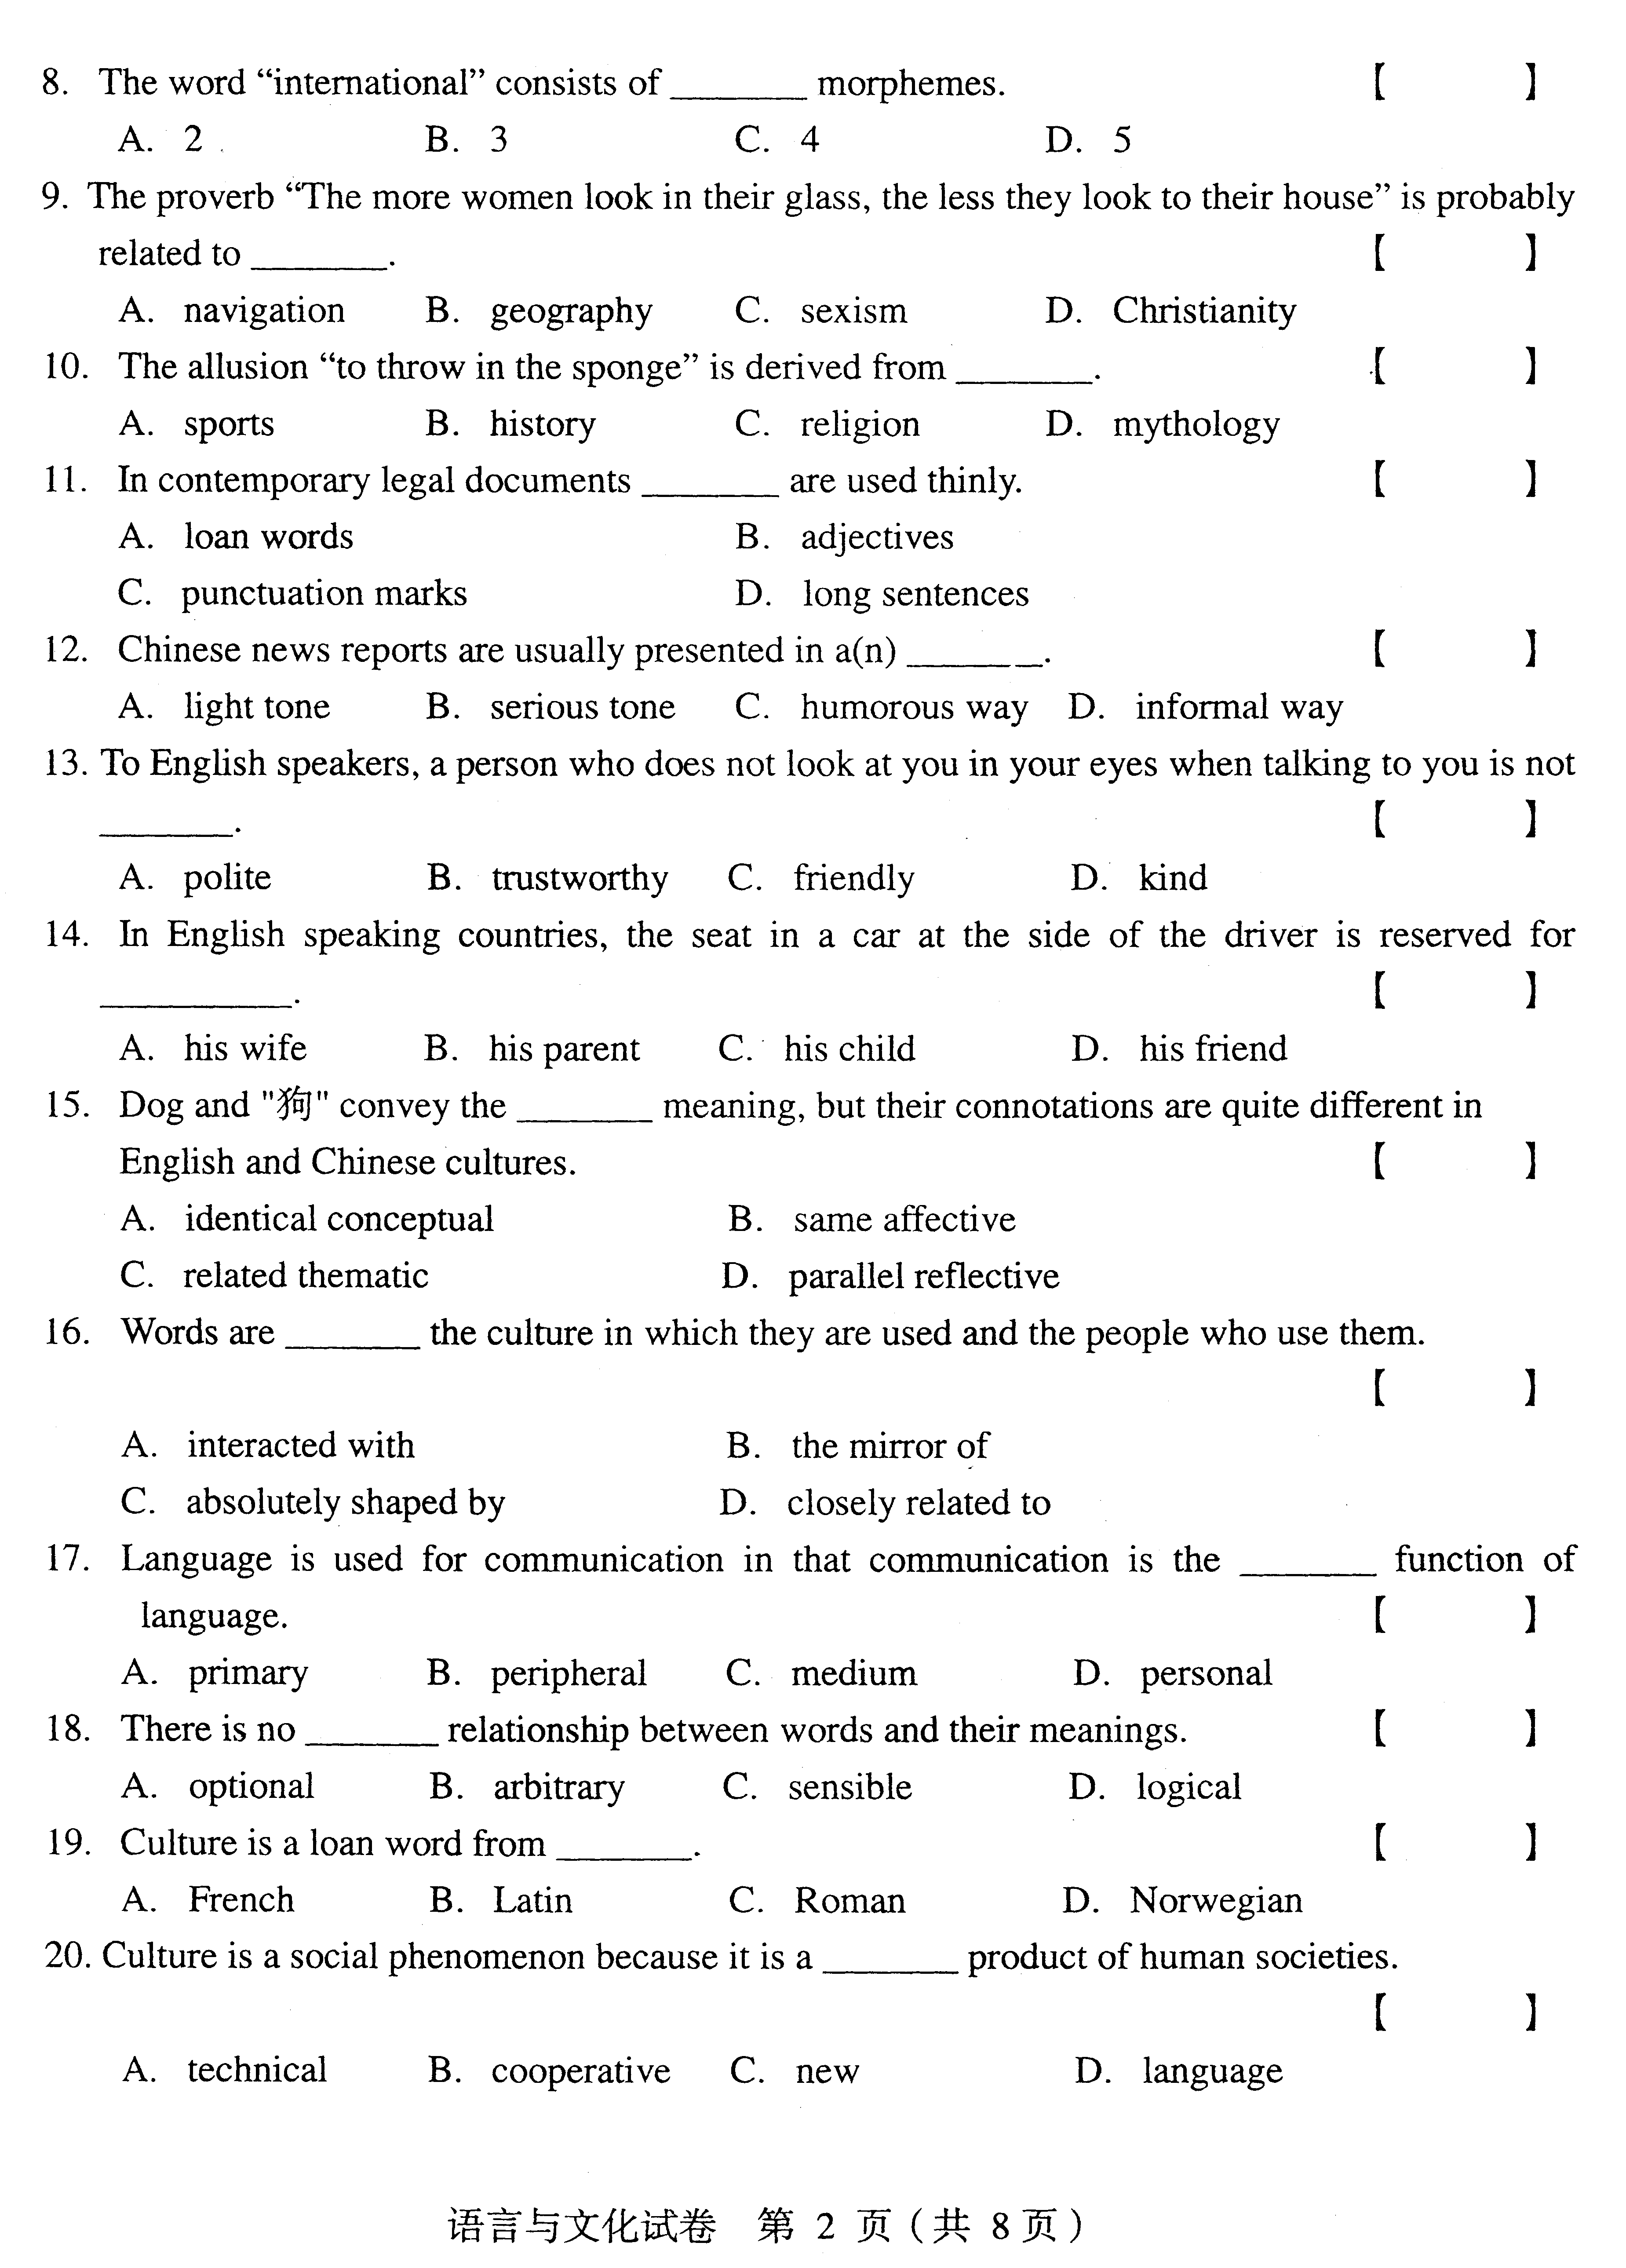 8. The word “international” consists of _______ morphemes. 【 】
A. 2 B. 3 C. 4 D. 5
9. The proverb “The more women look in their glass, the less they look to their house” is probably
related to _______. 【 】
A. navigation B. geography C. sexism D. Christianity
10. The allusion “to throw in the sponge” is derived from _______. 【 】
A. sports B. history C. religion D. mythology
11. In contemporary legal documents _______ are used thinly. 【 】
A. loan words B. adjectives
C. punctuation marks D. long sentences
12. Chinese news reports are usually presented in a(n) _______. 【 】
A. light tone B. serious tone C. humorous way D. informal way
13. To English speakers, a person who does not look at you in your eyes when talking to you is not
_______. 【 】
A. polite B. trustworthy C. friendly D. kind
14. In English speaking countries, the seat in a car at the side of the driver is reserved for
__________. 【 】
A. his wife B. his parent C. his child D. his friend
15. Dog and "狗" convey the _______ meaning, but their connotations are quite different in
English and Chinese cultures. 【 】
A. identical conceptual B. same affective
C. related thematic D. parallel reflective
16. Words are _______ the culture in which they are used and the people who use them.
【 】
A. interacted with B. the mirror of
C. absolutely shaped by D. closely related to
17. Language is used for communication in that communication is the _______ function of
language. 【 】
A. primary B. peripheral C. medium D. personal
18. There is no _______ relationship between words and their meanings. 【 】
A. optional B. arbitrary C. sensible D. logical
19. Culture is a loan word from _______. 【 】
A. French B. Latin C. Roman D. Norwegian
20. Culture is a social phenomenon because it is a _______ product of human societies.
【 】
A. technical B. cooperative C. new D. language
语言与文化试卷 第 2 页（共 8 页）